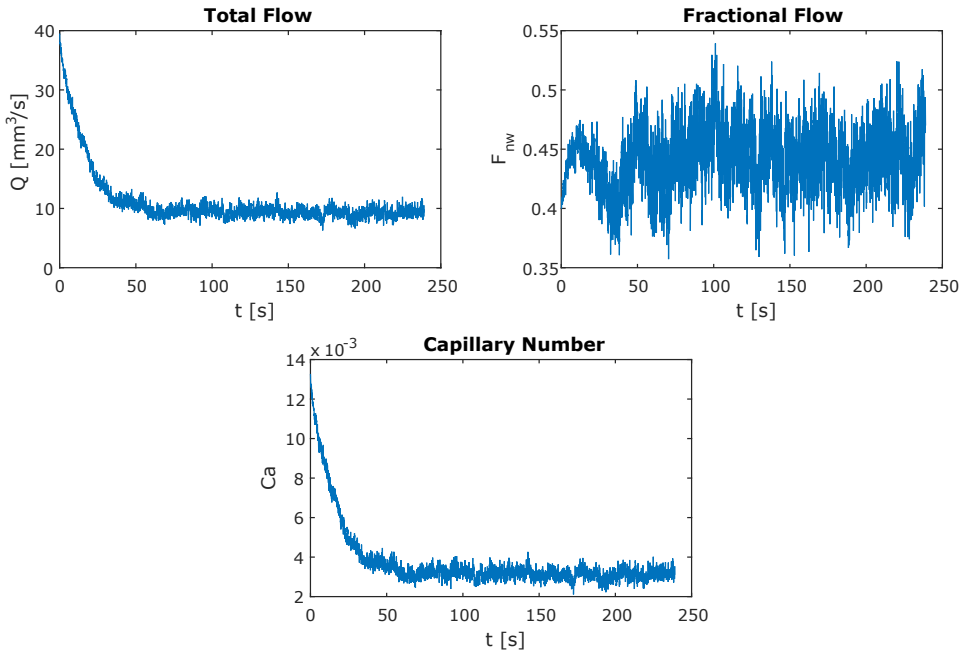 Total Flow
Q [mm³/s]
40
30
20
10
0
0 50 100 150 200 250
t [s]
Fractional Flow
F_nw
0.55
0.5
0.45
0.4
0.35
0 50 100 150 200 250
t [s]
Capillary Number
× 10⁻³
Ca
14
12
10
8
6
4
2
0 50 100 150 200 250
t [s]